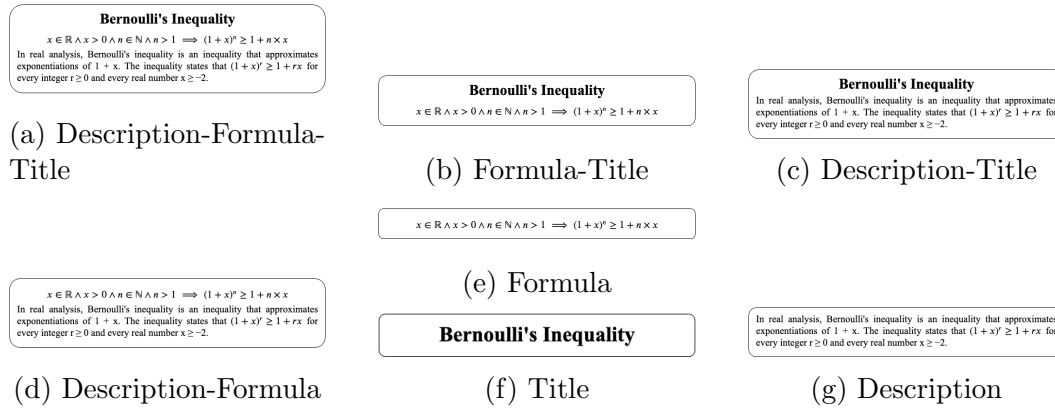 Bernoulli's Inequality
x ∈ ℝ ∧ x > 0 ∧ n ∈ ℕ ∧ n > 1 ⟹ (1 + x)ⁿ ≥ 1 + n × x
In real analysis, Bernoulli's inequality is an inequality that approximates
exponentiations of 1 + x. The inequality states that (1 + x)ʳ ≥ 1 + rx for
every integer r ≥ 0 and every real number x ≥ −2.
(a) Description-Formula-
Title
Bernoulli's Inequality
x ∈ ℝ ∧ x > 0 ∧ n ∈ ℕ ∧ n > 1 ⟹ (1 + x)ⁿ ≥ 1 + n × x
(b) Formula-Title
Bernoulli's Inequality
In real analysis, Bernoulli's inequality is an inequality that approximates
exponentiations of 1 + x. The inequality states that (1 + x)ʳ ≥ 1 + rx for
every integer r ≥ 0 and every real number x ≥ −2.
(c) Description-Title
x ∈ ℝ ∧ x > 0 ∧ n ∈ ℕ ∧ n > 1 ⟹ (1 + x)ⁿ ≥ 1 + n × x
In real analysis, Bernoulli's inequality is an inequality that approximates
exponentiations of 1 + x. The inequality states that (1 + x)ʳ ≥ 1 + rx for
every integer r ≥ 0 and every real number x ≥ −2.
(d) Description-Formula
x ∈ ℝ ∧ x > 0 ∧ n ∈ ℕ ∧ n > 1 ⟹ (1 + x)ⁿ ≥ 1 + n × x
(e) Formula
Bernoulli's Inequality
(f) Title
In real analysis, Bernoulli's inequality is an inequality that approximates
exponentiations of 1 + x. The inequality states that (1 + x)ʳ ≥ 1 + rx for
every integer r ≥ 0 and every real number x ≥ −2.
(g) Description